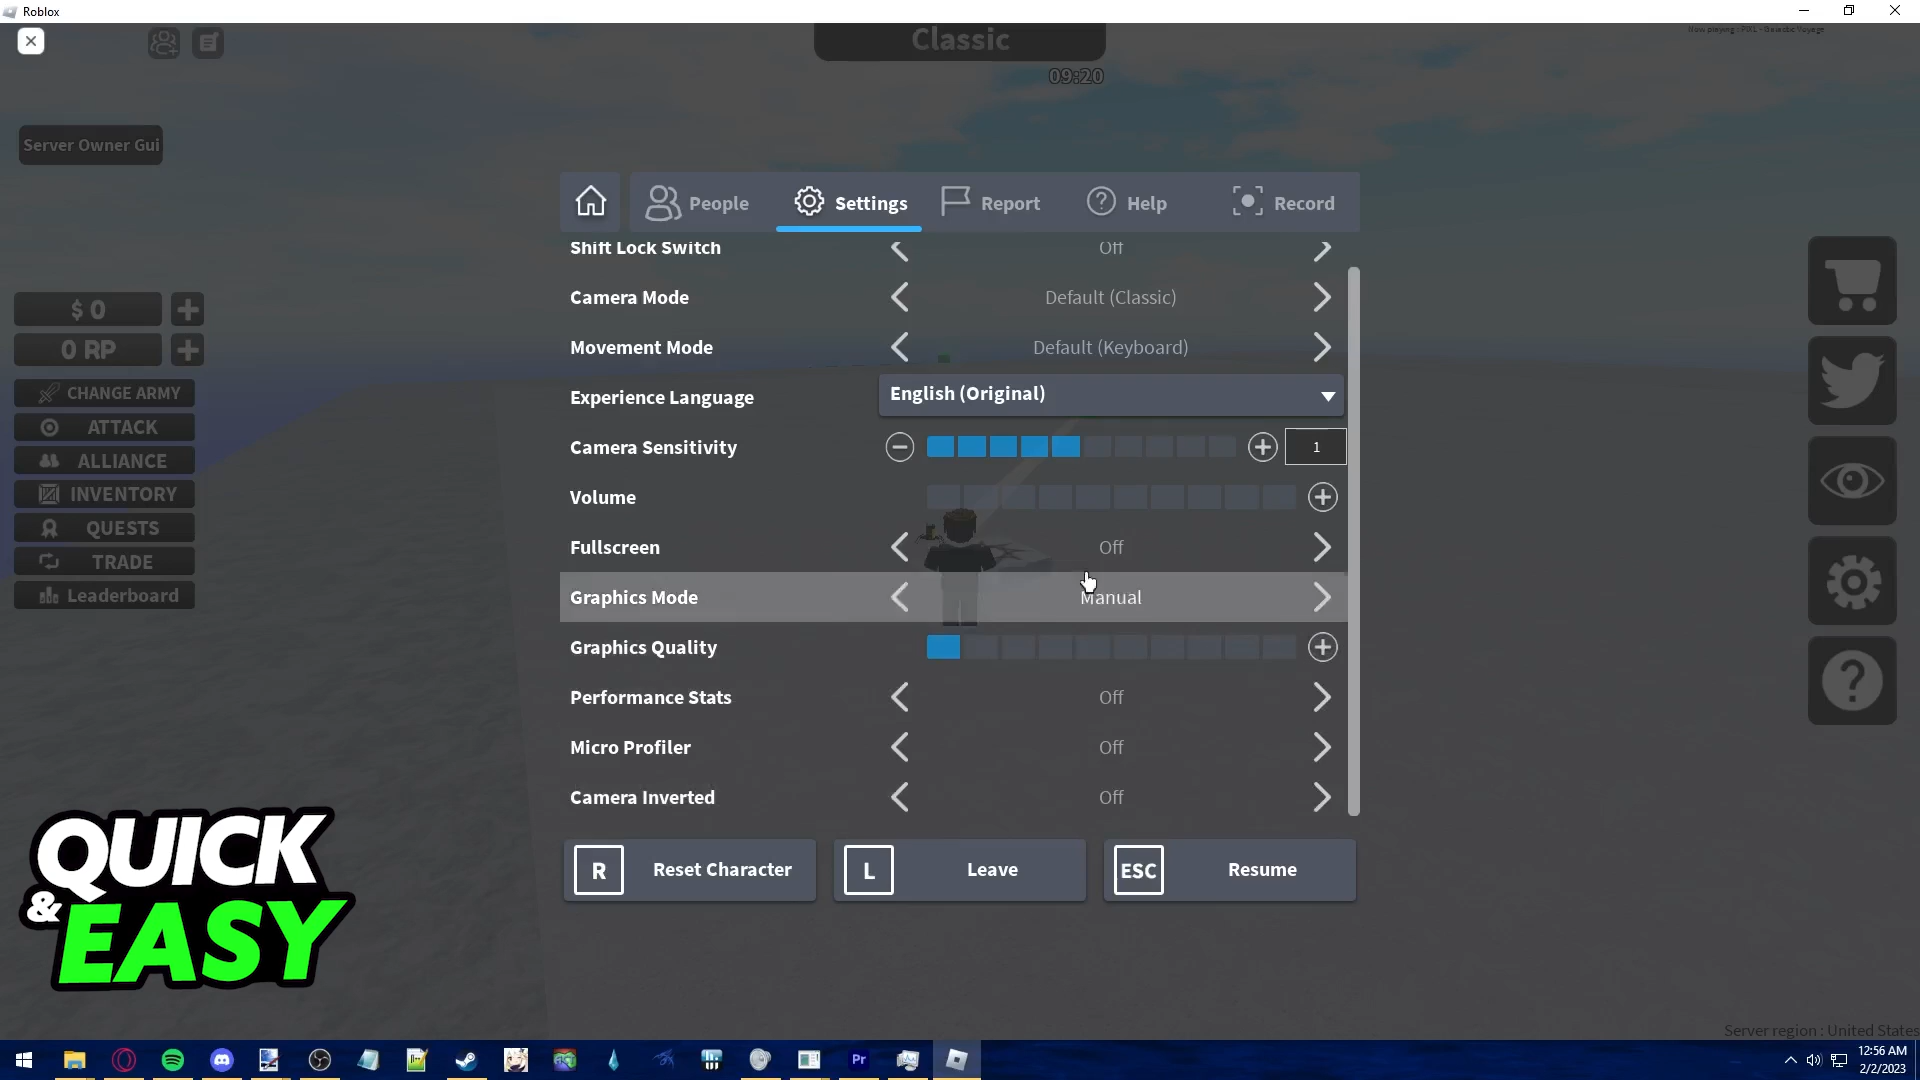 Roblox
Classic
09:20
Server Owner Gui
People
Settings
Report
Help
Record
Shift Lock Switch
Off
Camera Mode
Default (Classic)
Movement Mode
Default (Keyboard)
Experience Language
English (Original)
Camera Sensitivity
1
Volume
Fullscreen
Off
Graphics Mode
Manual
Graphics Quality
Performance Stats
Off
Micro Profiler
Off
Camera Inverted
Off
R
Reset Character
L
Leave
ESC
Resume
$ 0
0 RP
CHANGE ARMY
ATTACK
ALLIANCE
INVENTORY
QUESTS
TRADE
Leaderboard
QUICK
& EASY
Server region : United States
Pr
12:56 AM
2/2/2023